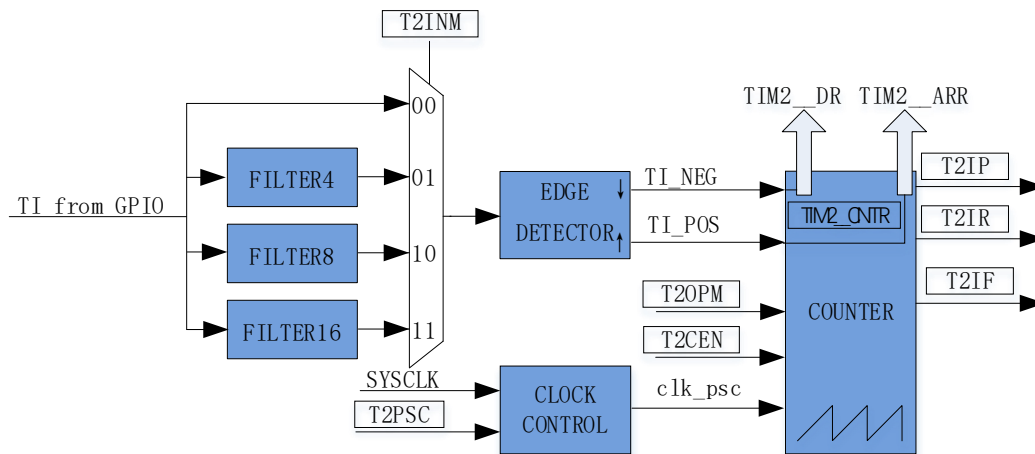 T2INM
TIM2__DR TIM2__ARR
00
FILTER4 01
TI from GPIO
FILTER8 10
FILTER16 11
EDGE ↓
DETECTOR ↑
TI_NEG
TI_POS
TIM2__CNTR
T2IP
T2IR
T2IF
T2OPM
T2CEN
COUNTER
SYSCLK
T2PSC
CLOCK
CONTROL
clk_psc